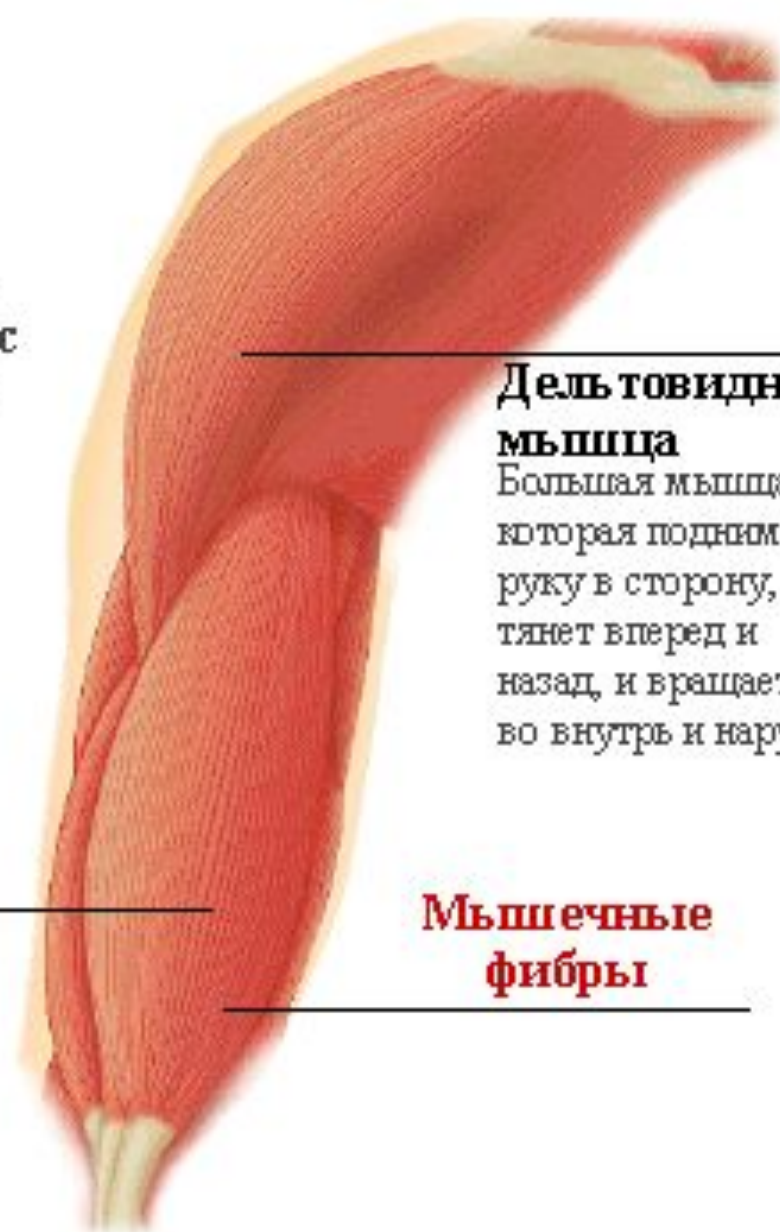 с
Дельтовидн
мышца
Большая мышца
которая подним
руку в сторону,
тянет вперед и
назад, и вращает
во внутрь и нару
Мышечные
фибры